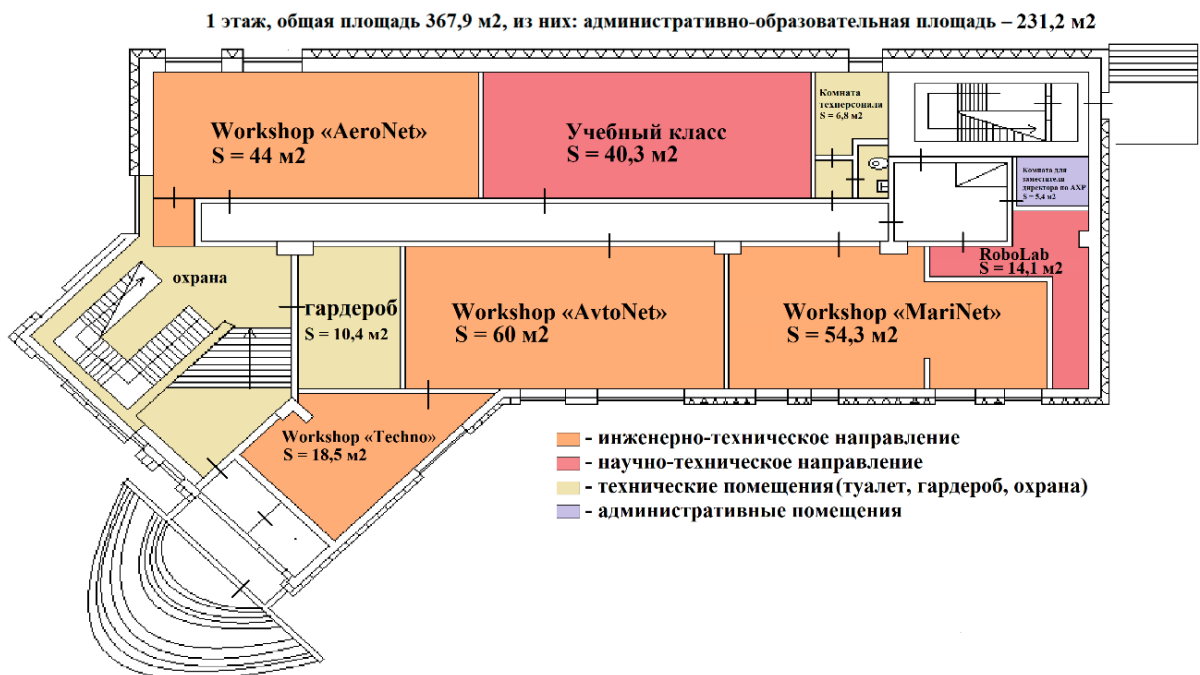 1 этаж, общая площадь 367,9 м2, из них: административно-образовательная площадь – 231,2 м2
Workshop «AeroNet»
S = 44 м2
Учебный класс
S = 40,3 м2
Комната
техперсонала
S = 6,8 м2
Комната для
заместителя
директора по АХР
S = 5,4 м2
охрана
гардероб
S = 10,4 м2
Workshop «AvtoNet»
S = 60 м2
Workshop «MariNet»
S = 54,3 м2
RoboLab
S = 14,1 м2
Workshop «Techno»
S = 18,5 м2
- инженерно-техническое направление
- научно-техническое направление
- технические помещения(туалет, гардероб, охрана)
- административные помещения